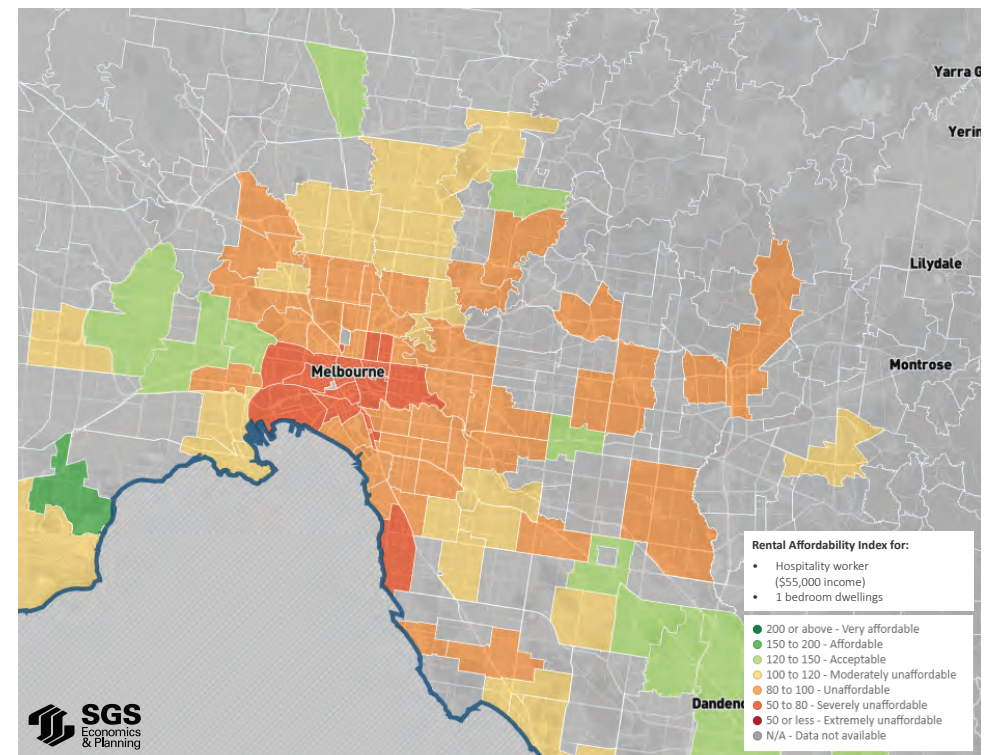 Yarra G
Yerin
Lilydale
Montrose
Melbourne
Dandeno
Rental Affordability Index for:
• Hospitality worker
($55,000 income)
• 1 bedroom dwellings
200 or above - Very affordable
150 to 200 - Affordable
120 to 150 - Acceptable
100 to 120 - Moderately unaffordable
80 to 100 - Unaffordable
50 to 80 - Severely unaffordable
50 or less - Extremely unaffordable
N/A - Data not available
SGS
Economics
& Planning